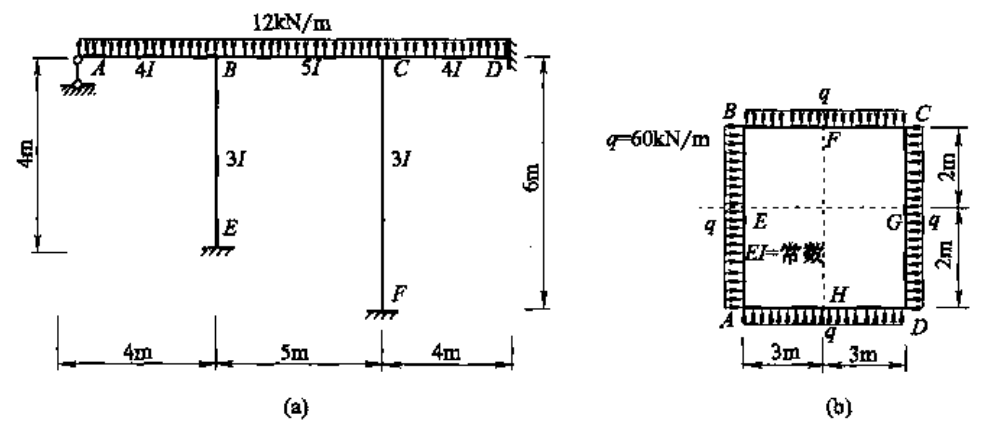 12kN/m
A 4I B 5I C 4I D
4m
3I
3I
6m
E
F
4m 5m 4m
(a)
q
B C
q=60kN/m
F
2m
q E G q
EI=常数
2m
H
A q D
3m 3m
(b)